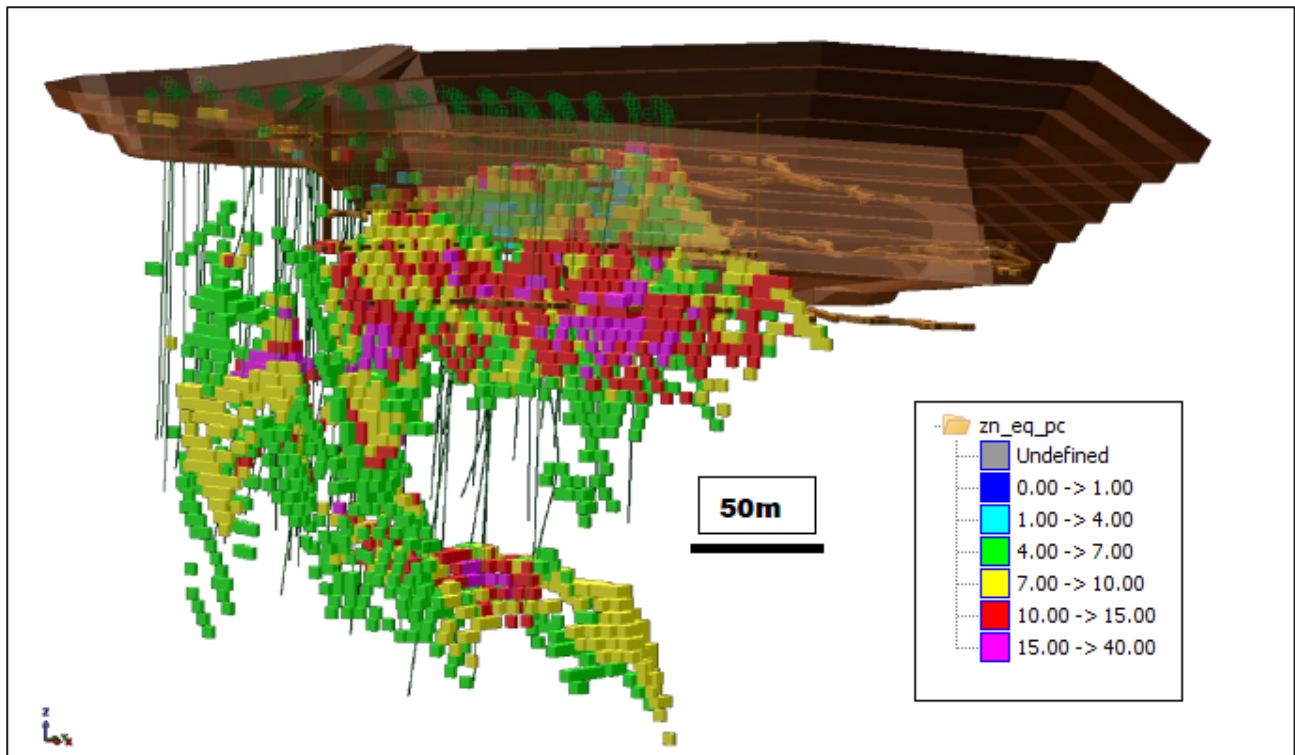 50m
zn_eq_pc
Undefined
0.00 -> 1.00
1.00 -> 4.00
4.00 -> 7.00
7.00 -> 10.00
10.00 -> 15.00
15.00 -> 40.00
z
x